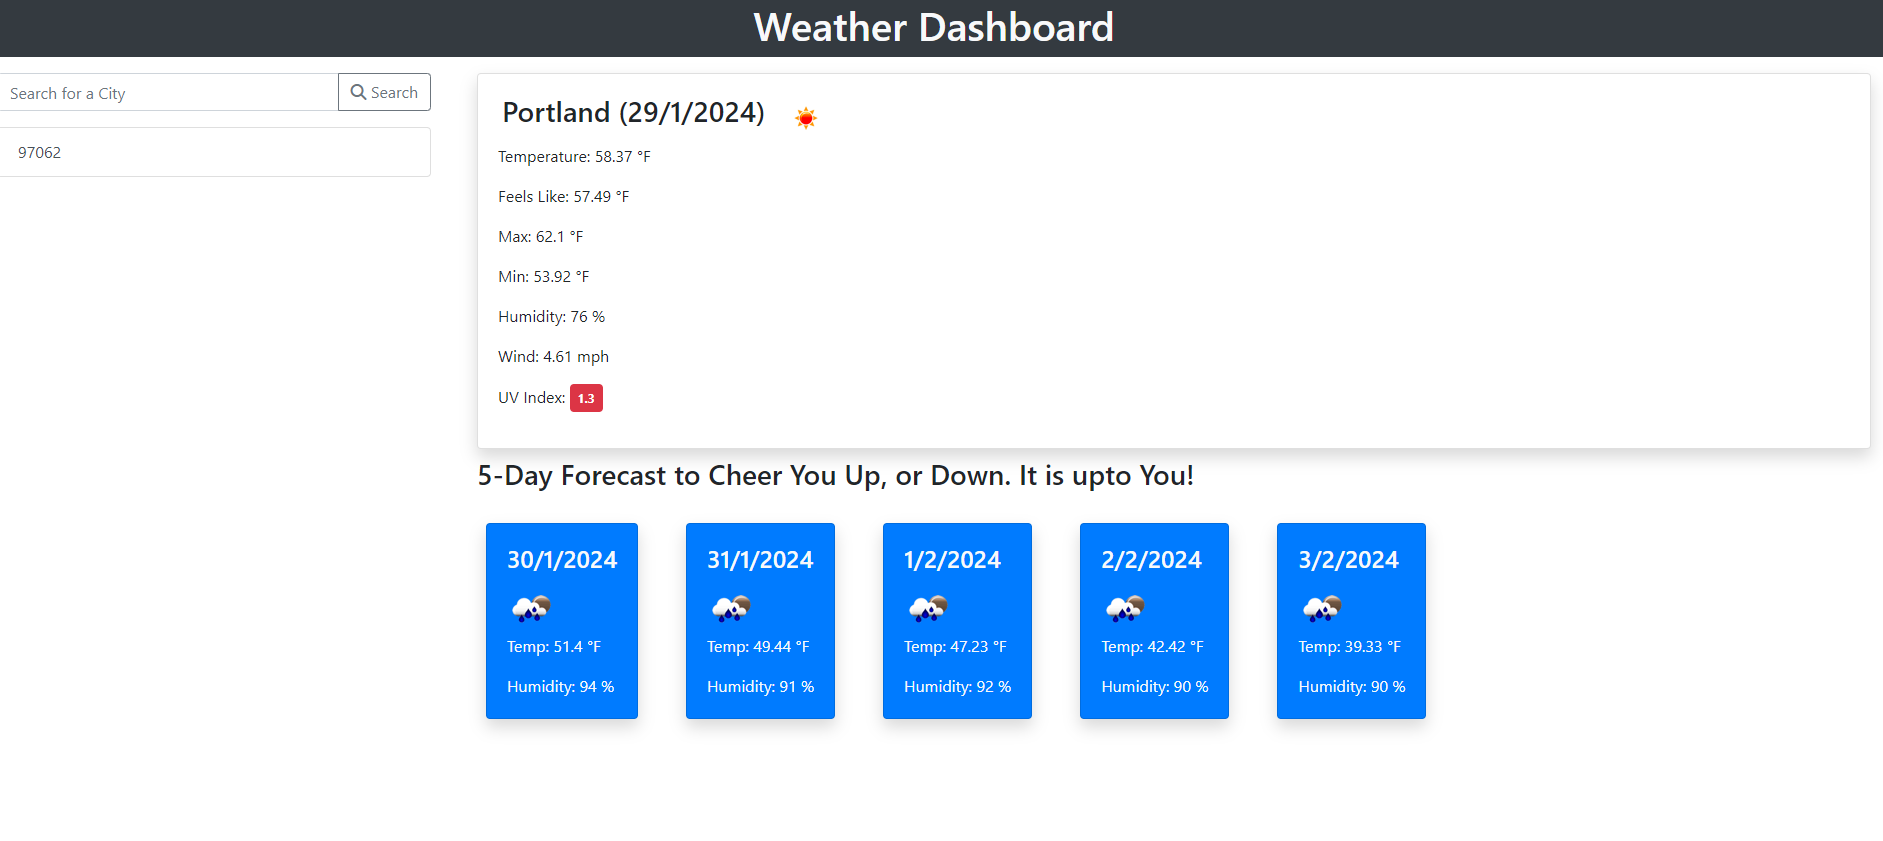 Weather Dashboard
Search for a City
Search
97062
Portland (29/1/2024)
Temperature: 58.37 °F
Feels Like: 57.49 °F
Max: 62.1 °F
Min: 53.92 °F
Humidity: 76 %
Wind: 4.61 mph
UV Index: 1.3
5-Day Forecast to Cheer You Up, or Down. It is upto You!
30/1/2024
Temp: 51.4 °F
Humidity: 94 %
31/1/2024
Temp: 49.44 °F
Humidity: 91 %
1/2/2024
Temp: 47.23 °F
Humidity: 92 %
2/2/2024
Temp: 42.42 °F
Humidity: 90 %
3/2/2024
Temp: 39.33 °F
Humidity: 90 %